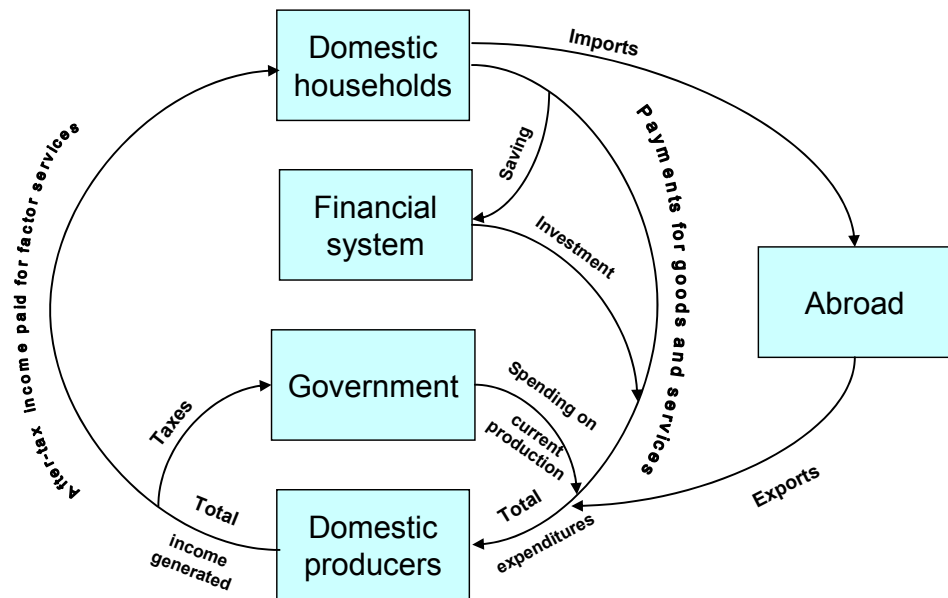 Domestic
households
Imports
Saving
Payments for goods and services
After-tax income paid for factor services
Financial
system
Investment
Abroad
Government
Spending on
current
production
Taxes
Total
income
generated
Domestic
producers
Total
expenditures
Exports